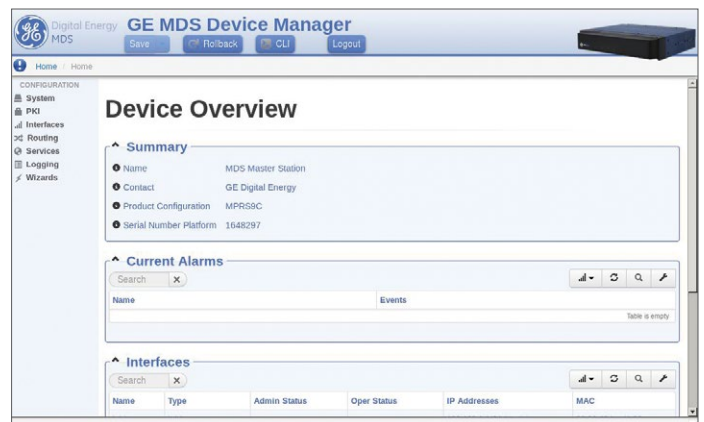 GE
Digital Energy
MDS
GE MDS Device Manager
Save Rollback CLI Logout
Home / Home
CONFIGURATION
System
PKI
Interfaces
Routing
Services
Logging
Wizards
Device Overview
Summary
Name MDS Master Station
Contact GE Digital Energy
Product Configuration MPRS9C
Serial Number Platform 1648297
Current Alarms
Search
Name Events
Table is empty
Interfaces
Search
Name Type Admin Status Oper Status IP Addresses MAC